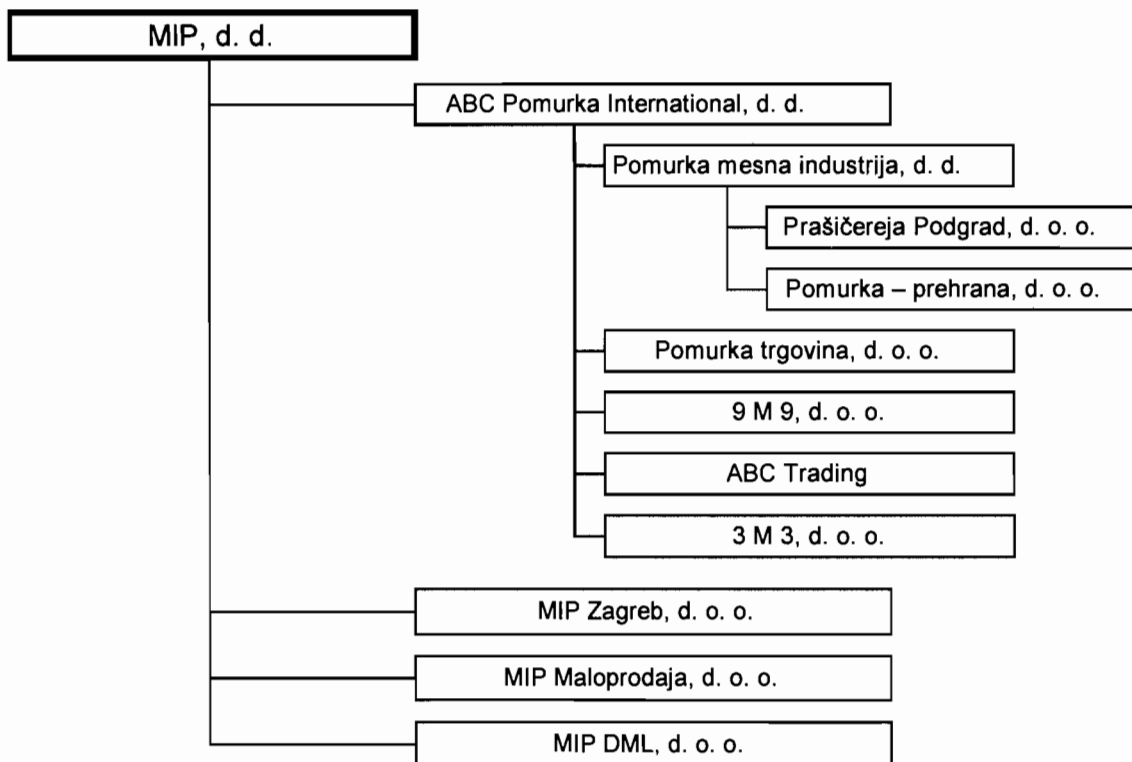 MIP, d. d.
ABC Pomurka International, d. d.
Pomurka mesna industrija, d. d.
Prašičereja Podgrad, d. o. o.
Pomurka – prehrana, d. o. o.
Pomurka trgovina, d. o. o.
9 M 9, d. o. o.
ABC Trading
3 M 3, d. o. o.
MIP Zagreb, d. o. o.
MIP Maloprodaja, d. o. o.
MIP DML, d. o. o.